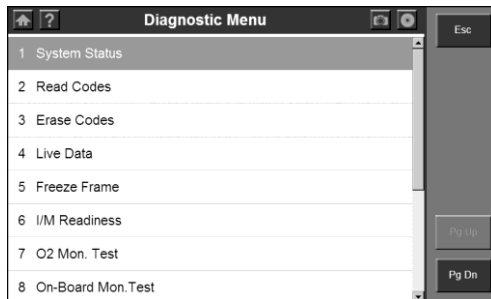 ?
Diagnostic Menu
Esc
1 System Status
2 Read Codes
3 Erase Codes
4 Live Data
5 Freeze Frame
6 I/M Readiness
7 O2 Mon. Test
8 On-Board Mon.Test
Pg Up
Pg Dn